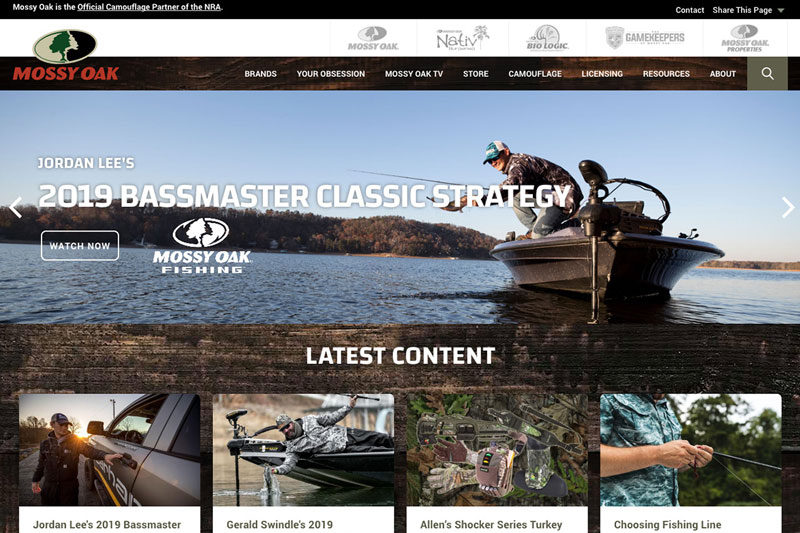 Mossy Oak is the Official Camouflage Partner of the NRA.
Contact Share This Page
MOSSY OAK
MOSSY OAK.
Nativ
BIOLOGIC
GAMEKEEPERS
MOSSY OAK
PROPERTIES
BRANDS YOUR OBSESSION MOSSY OAK TV STORE CAMOUFLAGE LICENSING RESOURCES ABOUT
JORDAN LEE'S
2019 BASSMASTER CLASSIC STRATEGY
WATCH NOW
MOSSY OAK
FISHING
LATEST CONTENT
Jordan Lee's 2019 Bassmaster
Gerald Swindle's 2019
Allen's Shocker Series Turkey
Choosing Fishing Line